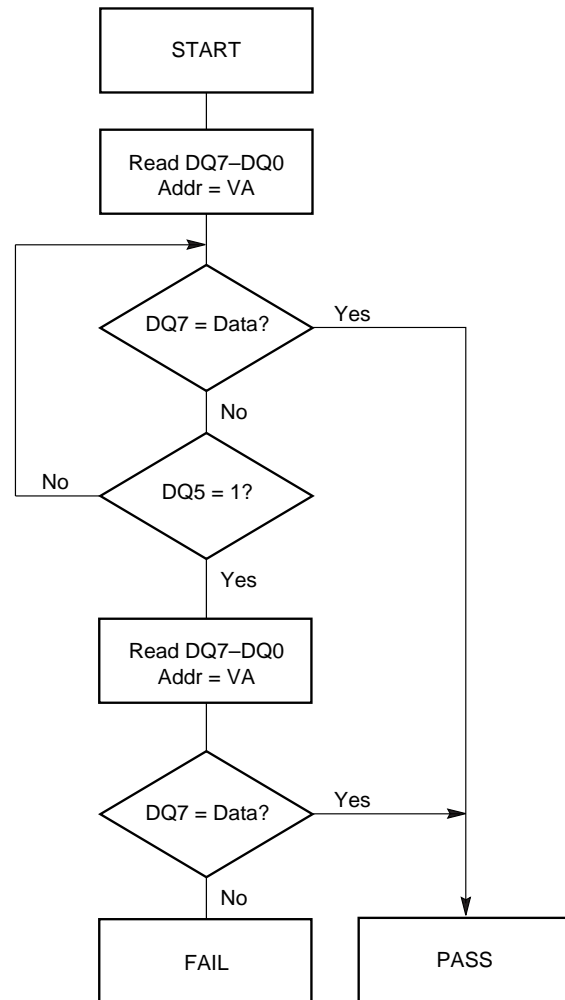 START
Read DQ7–DQ0
Addr = VA
DQ7 = Data?
Yes
No
No
DQ5 = 1?
Yes
Read DQ7–DQ0
Addr = VA
DQ7 = Data?
Yes
No
FAIL
PASS